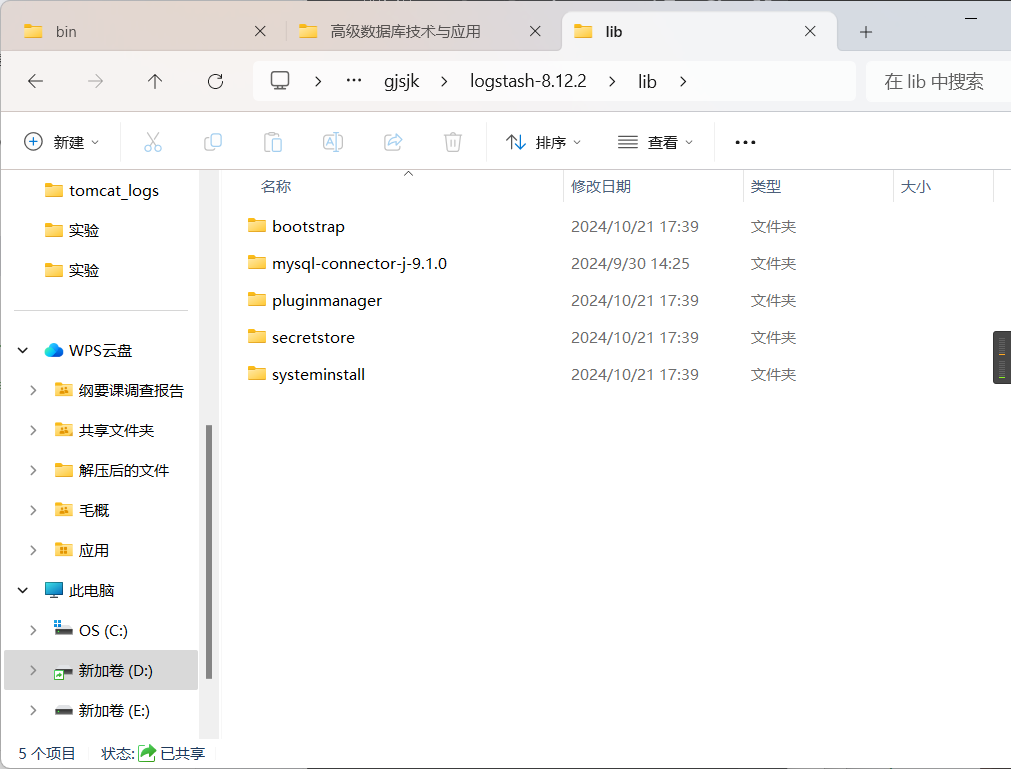 bin
高级数据库技术与应用
lib
gjsjk
logstash-8.12.2
lib
在 lib 中搜索
新建
排序
查看
tomcat_logs
实验
实验
WPS云盘
纲要课调查报告
共享文件夹
解压后的文件
毛概
应用
此电脑
OS (C:)
新加卷 (D:)
新加卷 (E:)
名称 修改日期 类型 大小
bootstrap 2024/10/21 17:39 文件夹
mysql-connector-j-9.1.0 2024/9/30 14:25 文件夹
pluginmanager 2024/10/21 17:39 文件夹
secretstore 2024/10/21 17:39 文件夹
systeminstall 2024/10/21 17:39 文件夹
5 个项目 状态: 已共享